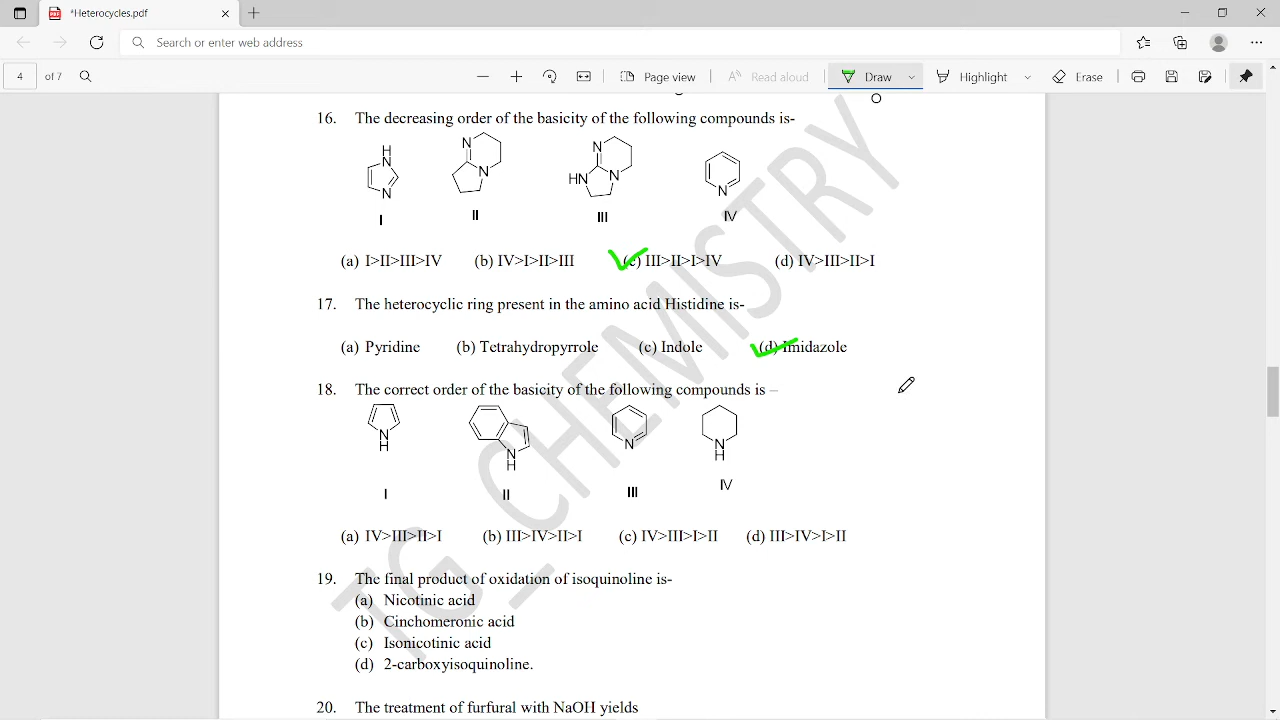 *Heterocycles.pdf
Search or enter web address
4 of 7 Page view Read aloud Draw Highlight Erase
O
16. The decreasing order of the basicity of the following compounds is-
H
N
N
N
N
N
HN
N
N
I
II
III
IV
(a) I>II>III>IV (b) IV>I>II>III (c) III>II>I>IV (d) IV>III>II>I
17. The heterocyclic ring present in the amino acid Histidine is-
(a) Pyridine (b) Tetrahydropyrrole (c) Indole (d) Imidazole
18. The correct order of the basicity of the following compounds is –
N
H
N
H
N
N
H
I
II
III
IV
(a) IV>III>II>I (b) III>IV>II>I (c) IV>III>I>II (d) III>IV>I>II
19. The final product of oxidation of isoquinoline is-
(a) Nicotinic acid
(b) Cinchomeronic acid
(c) Isonicotinic acid
(d) 2-carboxyisoquinoline.
20. The treatment of furfural with NaOH yields
TG_CHEMISTRY